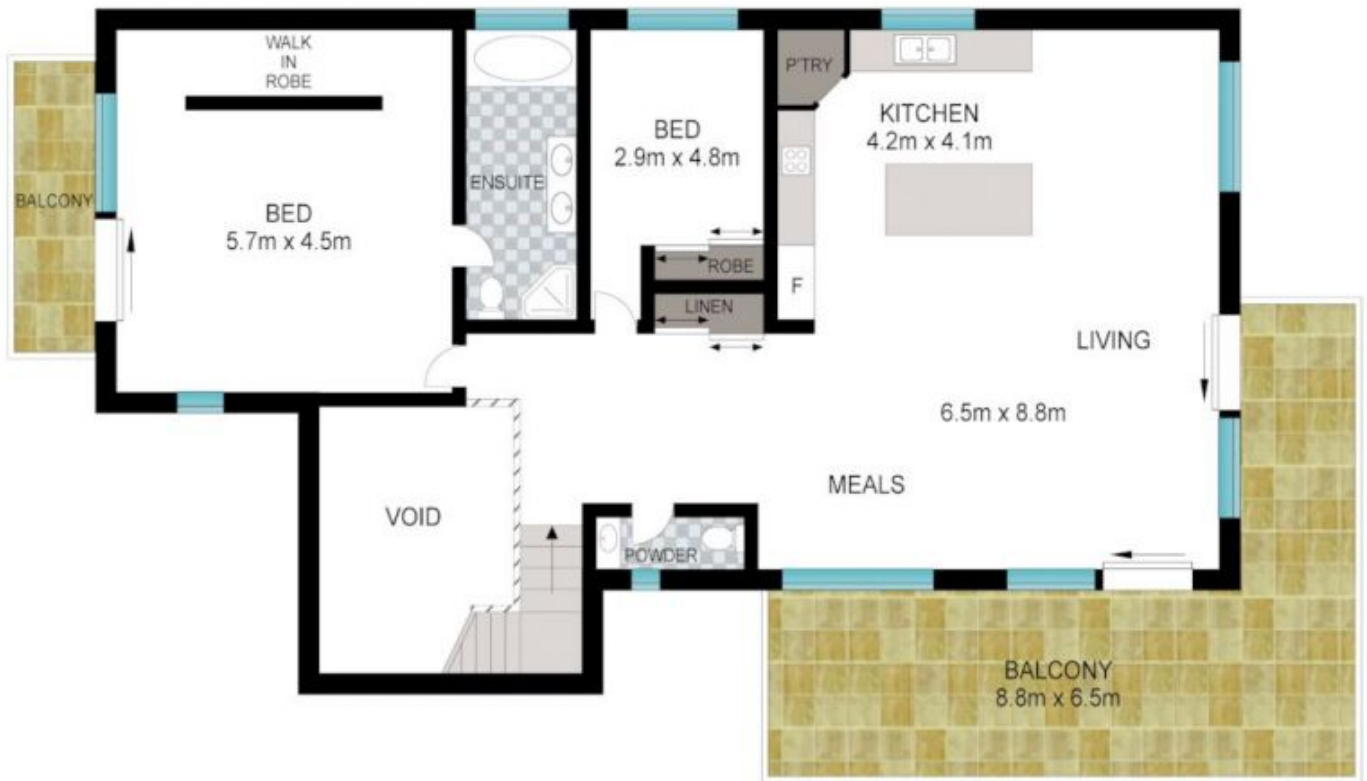 WALK
IN
ROBE
P'TRY
KITCHEN
4.2m x 4.1m
BED
2.9m x 4.8m
ENSUITE
BALCONY
BED
5.7m x 4.5m
ROBE
F
LINEN
LIVING
6.5m x 8.8m
MEALS
VOID
POWDER
BALCONY
8.8m x 6.5m